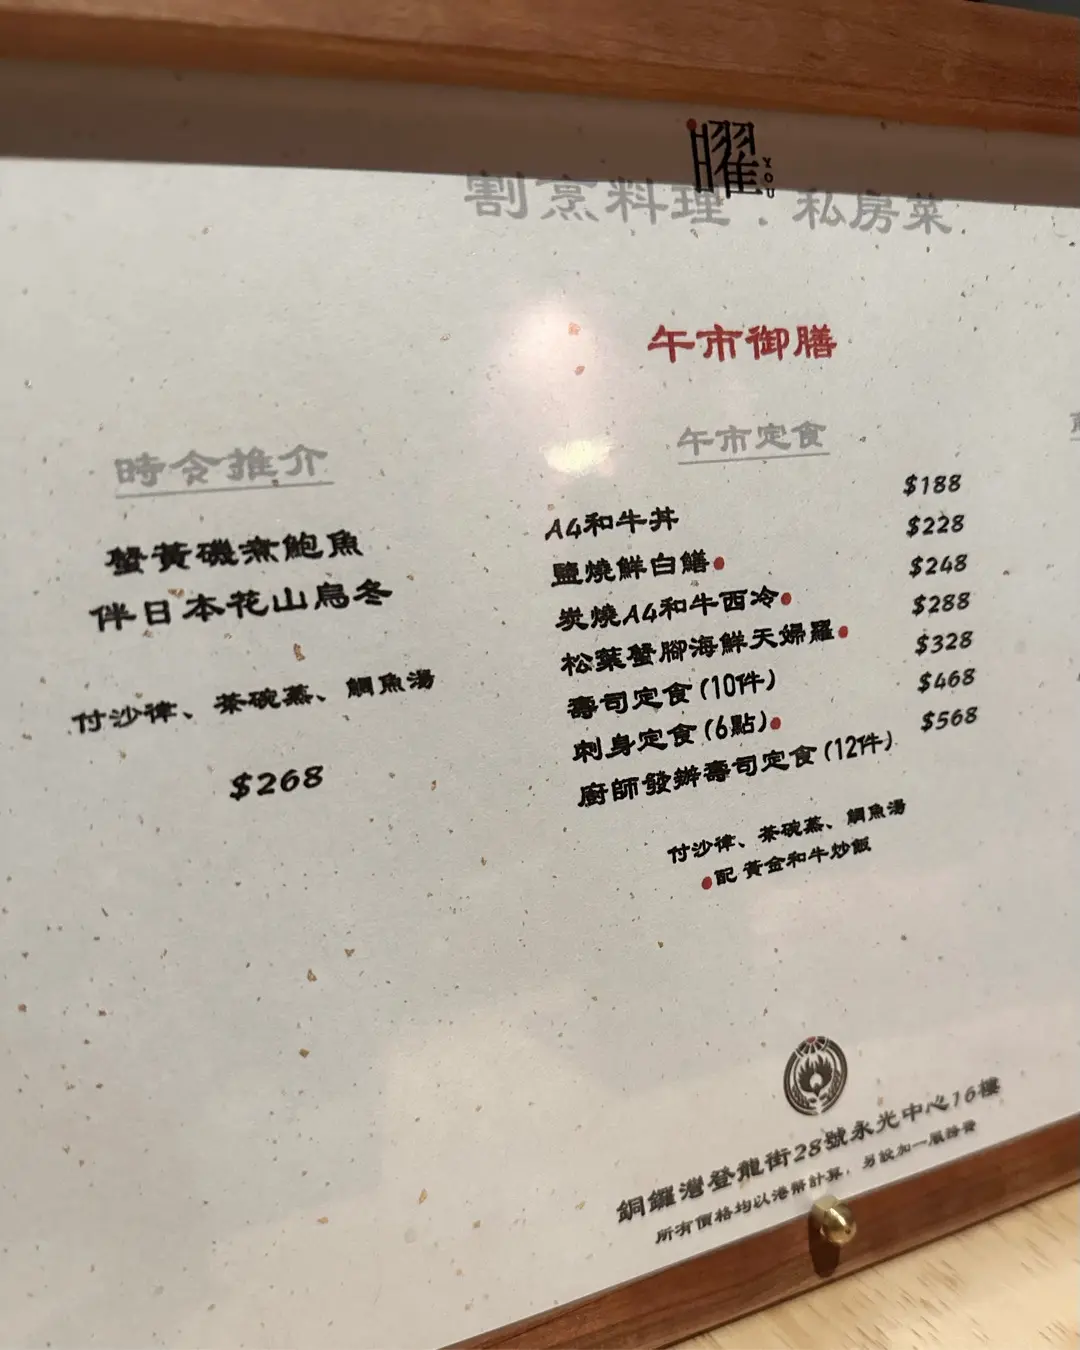 曜 YOU
割烹料理．私房菜
午市御膳
時令推介
蟹黃磯煮鮑魚
伴日本花山烏冬
付沙律、茶碗蒸、鯛魚湯
$268
午市定食
A4和牛丼 $188
鹽燒鮮白鱔● $228
炭燒A4和牛西冷● $248
松葉蟹腳海鮮天婦羅● $288
壽司定食(10件) $328
刺身定食(6點)● $468
廚師發辦壽司定食(12件) $568
付沙律、茶碗蒸、鯛魚湯
●配 黃金和牛炒飯
銅鑼灣登龍街28號永光中心16樓
所有價格均以港幣計算，另設加一服務費